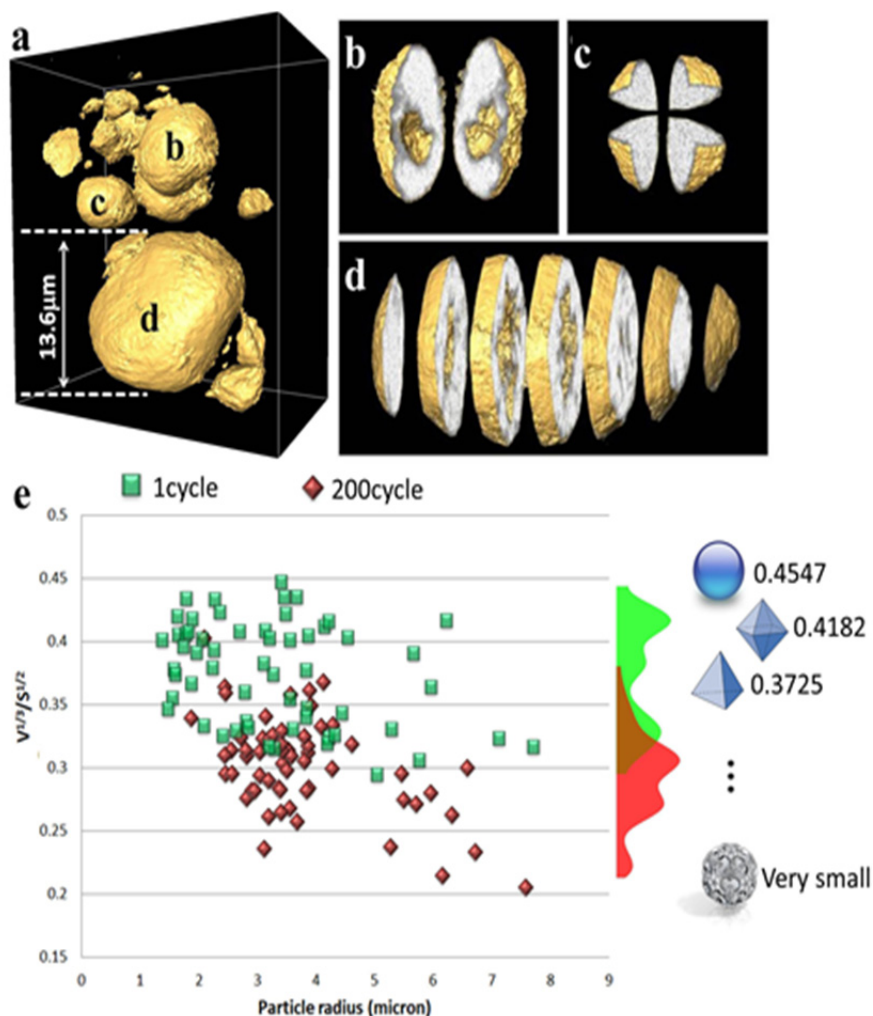 a
b
c
d
13.6μm
b
c
d
e
1cycle
200cycle
0.5
0.45
0.4
0.35
0.3
0.25
0.2
0.15
V1/3/S1/2
0 1 2 3 4 5 6 7 8 9
Particle radius (micron)
0.4547
0.4182
0.3725
Very small